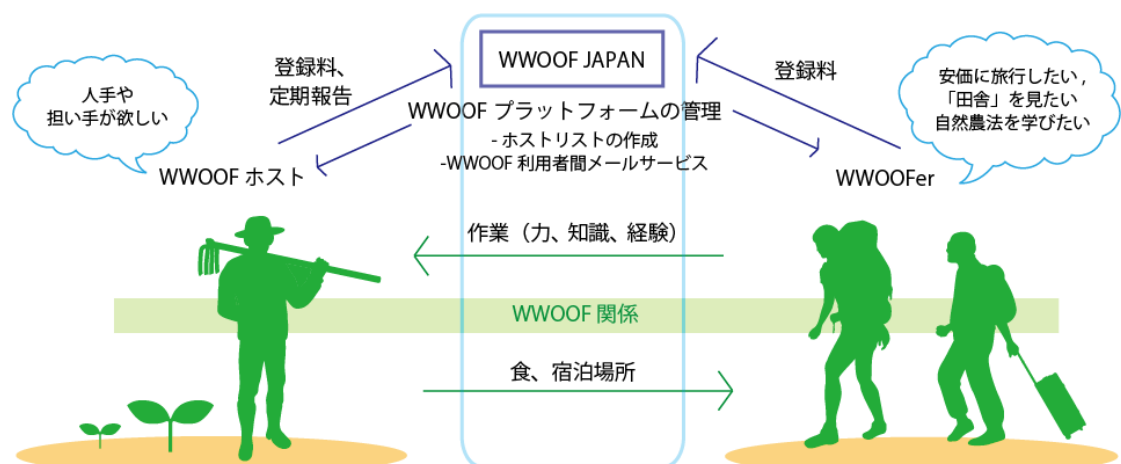 WWOOF JAPAN
WWOOF プラットフォームの管理
- ホストリストの作成
-WWOOF 利用者間メールサービス
登録料、
定期報告
登録料
人手や
担い手が欲しい
安価に旅行したい ,
「田舎」を見たい
自然農法を学びたい
WWOOF ホスト
WWOOFer
作業（力、知識、経験）
WWOOF 関係
食、宿泊場所